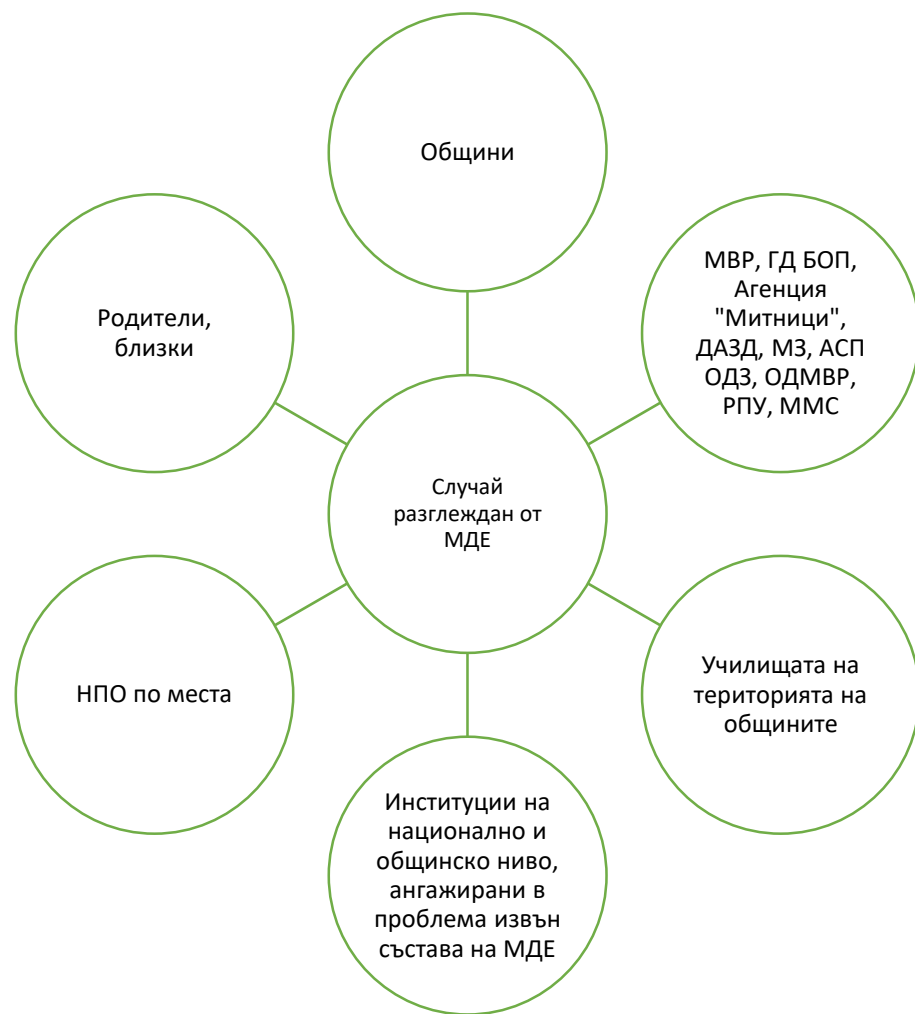 Общини
МВР, ГД БОП,
Агенция
"Митници",
ДАЗД, МЗ, АСП
ОДЗ, ОДМВР,
РПУ, ММС
Родители,
близки
Случай
разглеждан от
МДЕ
НПО по места
Училищата на
територията на
общините
Институции на
национално и
общинско ниво,
ангажирани в
проблема извън
състава на МДЕ